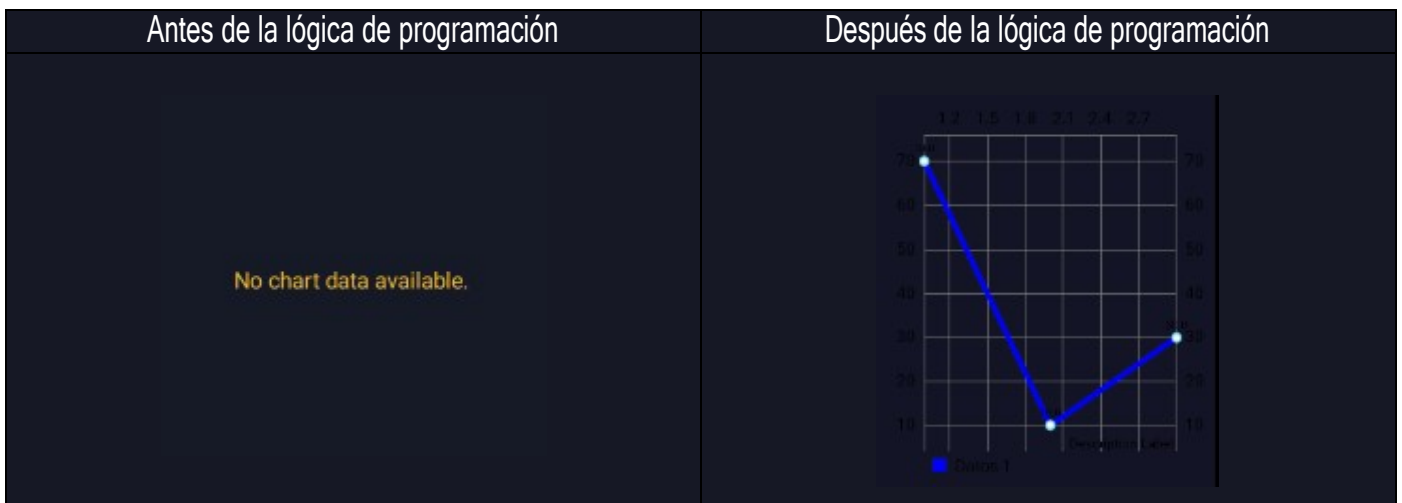 Antes de la lógica de programación
Después de la lógica de programación
No chart data available.
1.2 1.5 1.8 2.1 2.4 2.7
70 70
60 60
50 50
40 40
30 30
20 20
10 10
Description Label
Datos 1